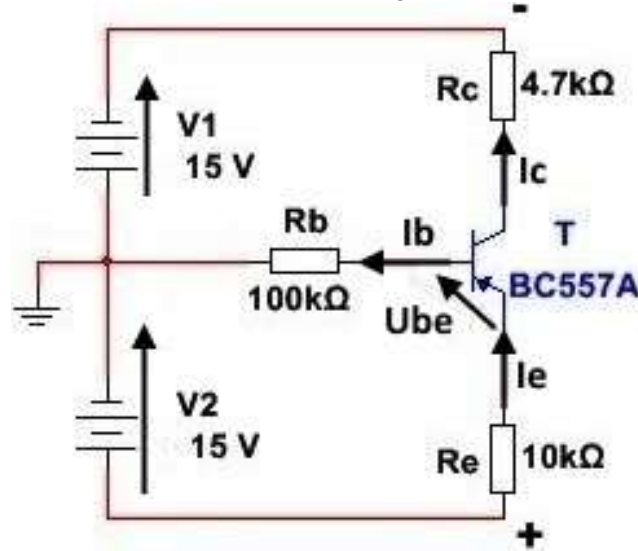 -
Rc 4.7kΩ
V1
15 V
Ic
Rb
Ib
T
100kΩ
BC557A
Ube
Ie
V2
15 V
Re 10kΩ
+